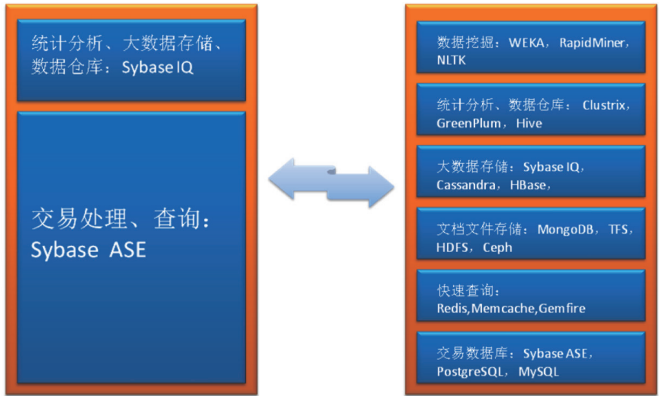 统计分析、大数据存储、
数据仓库：Sybase IQ
交易处理、查询：
Sybase ASE
数据挖掘：WEKA，RapidMiner，
NLTK
统计分析、数据仓库：Clustrix，
GreenPlum，Hive
大数据存储：Sybase IQ，
Cassandra，HBase，
文档文件存储：MongoDB，TFS，
HDFS，Ceph
快速查询：
Redis,Memcache,Gemfire
交易数据库：Sybase ASE，
PostgreSQL，MySQL